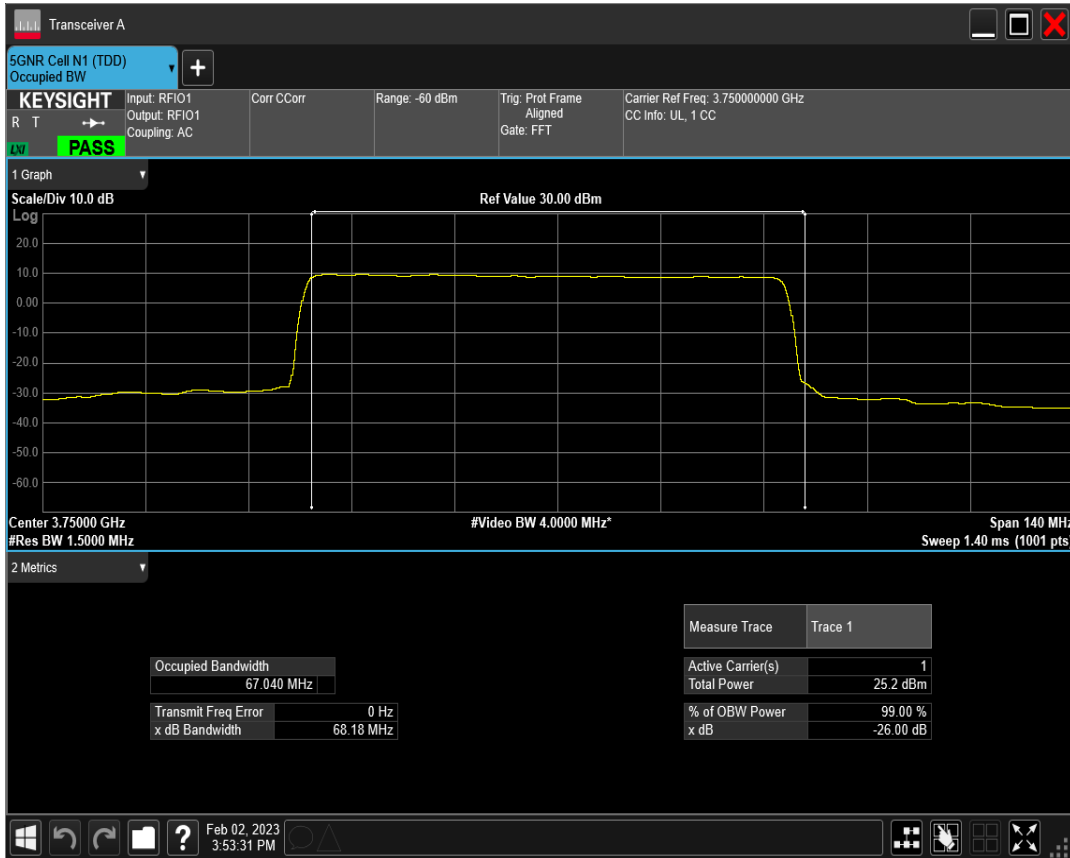 Transceiver A
5GNR Cell N1 (TDD)
Occupied BW
+
KEYSIGHT
R T
LXI
PASS
Input: RFIO1
Output: RFIO1
Coupling: AC
Corr CCorr
Range: -60 dBm
Trig: Prot Frame
Aligned
Gate: FFT
Carrier Ref Freq: 3.750000000 GHz
CC Info: UL, 1 CC
1 Graph
Scale/Div 10.0 dB
Ref Value 30.00 dBm
Log
20.0
10.0
0.00
-10.0
-20.0
-30.0
-40.0
-50.0
-60.0
Center 3.75000 GHz
#Video BW 4.0000 MHz*
Span 140 MHz
#Res BW 1.5000 MHz
Sweep 1.40 ms (1001 pts)
2 Metrics
Measure Trace Trace 1
Occupied Bandwidth
67.040 MHz
Active Carrier(s) 1
Total Power 25.2 dBm
Transmit Freq Error 0 Hz
x dB Bandwidth 68.18 MHz
% of OBW Power 99.00 %
x dB -26.00 dB
?
Feb 02, 2023
3:53:31 PM